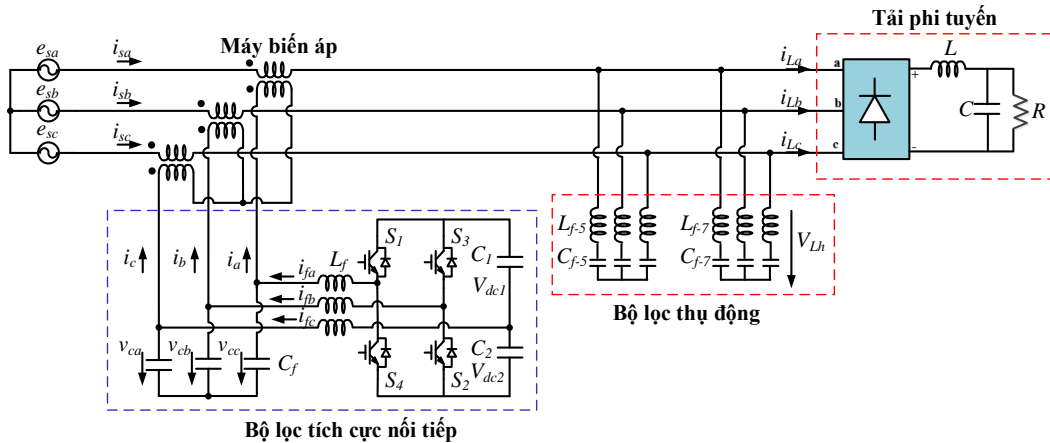 Tải phi tuyến
Máy biến áp
e_sa i_sa i_La a + L
e_sb i_sb i_Lb b C R
e_sc i_sc i_Lc c -
i_c i_b i_a i_fa L_f S_1 S_3 C_1
i_fb V_dc1
i_fc
L_f-5 L_f-7 V_Lh
C_f-5 C_f-7
v_ca v_cb v_cc C_f S_4 S_2 C_2
V_dc2
Bộ lọc thụ động
Bộ lọc tích cực nối tiếp